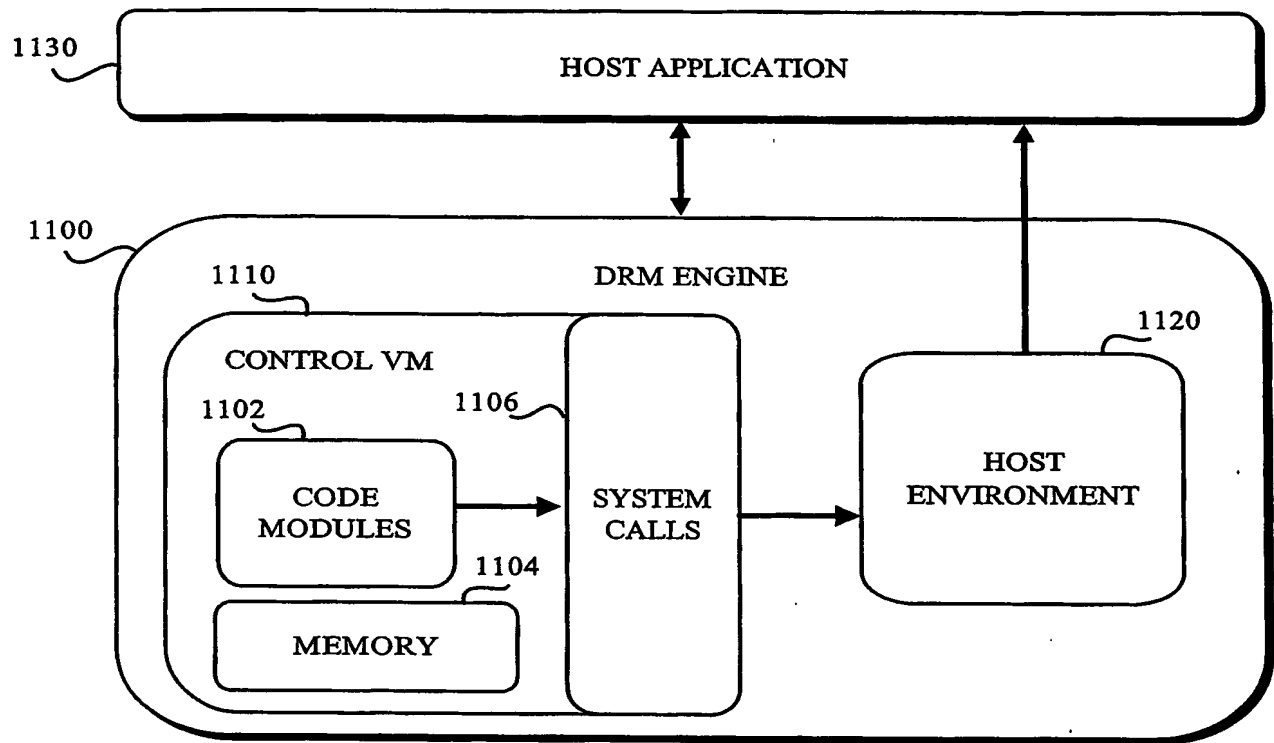 1130
HOST APPLICATION
1100
DRM ENGINE
1110
CONTROL VM
1120
1102
1106
CODE
MODULES
SYSTEM
CALLS
HOST
ENVIRONMENT
1104
MEMORY